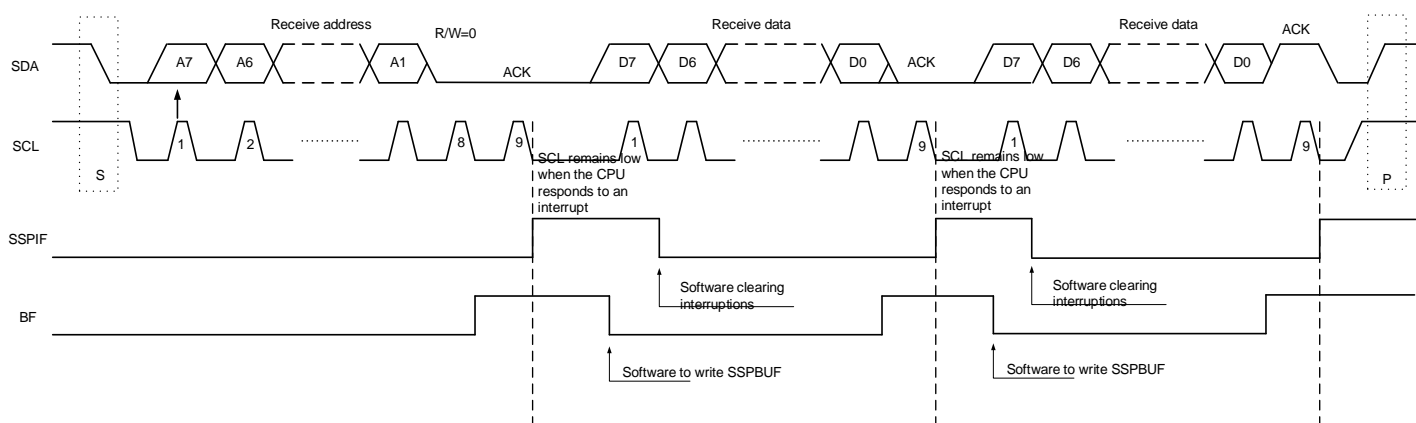 Receive address
Receive data
Receive data
R/W=0
ACK
SDA
A7
A6
A1
ACK
D7
D6
D0
ACK
D7
D6
D0
SCL
1
2
8
9
1
9
1
9
S
P
SCL remains low
when the CPU
responds to an
interrupt
SCL remains low
when the CPU
responds to an
interrupt
SSPIF
Software clearing
interruptions
Software clearing
interruptions
BF
Software to write SSPBUF
Software to write SSPBUF